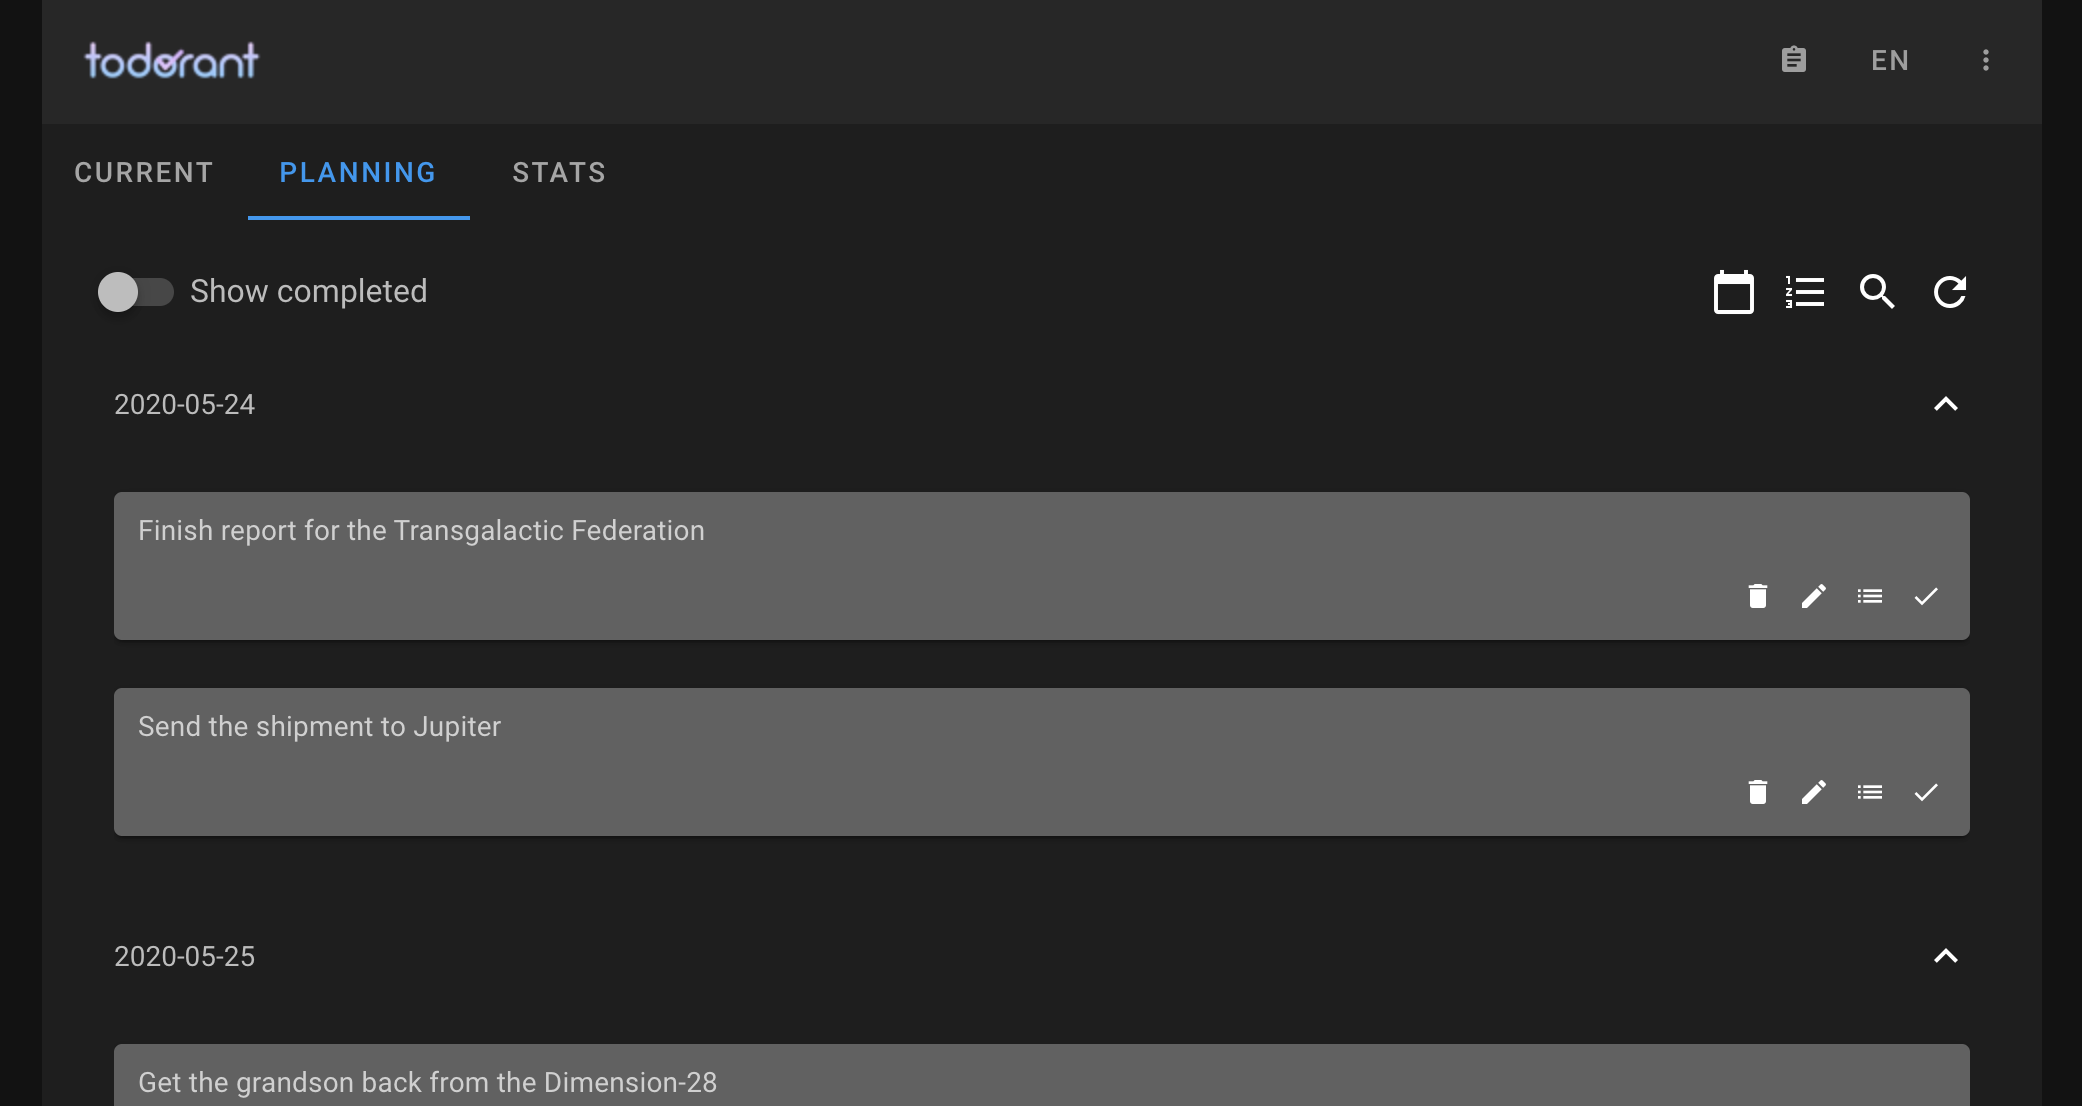 todorant
EN
CURRENT PLANNING STATS
Show completed
2020-05-24
Finish report for the Transgalactic Federation
Send the shipment to Jupiter
2020-05-25
Get the grandson back from the Dimension-28